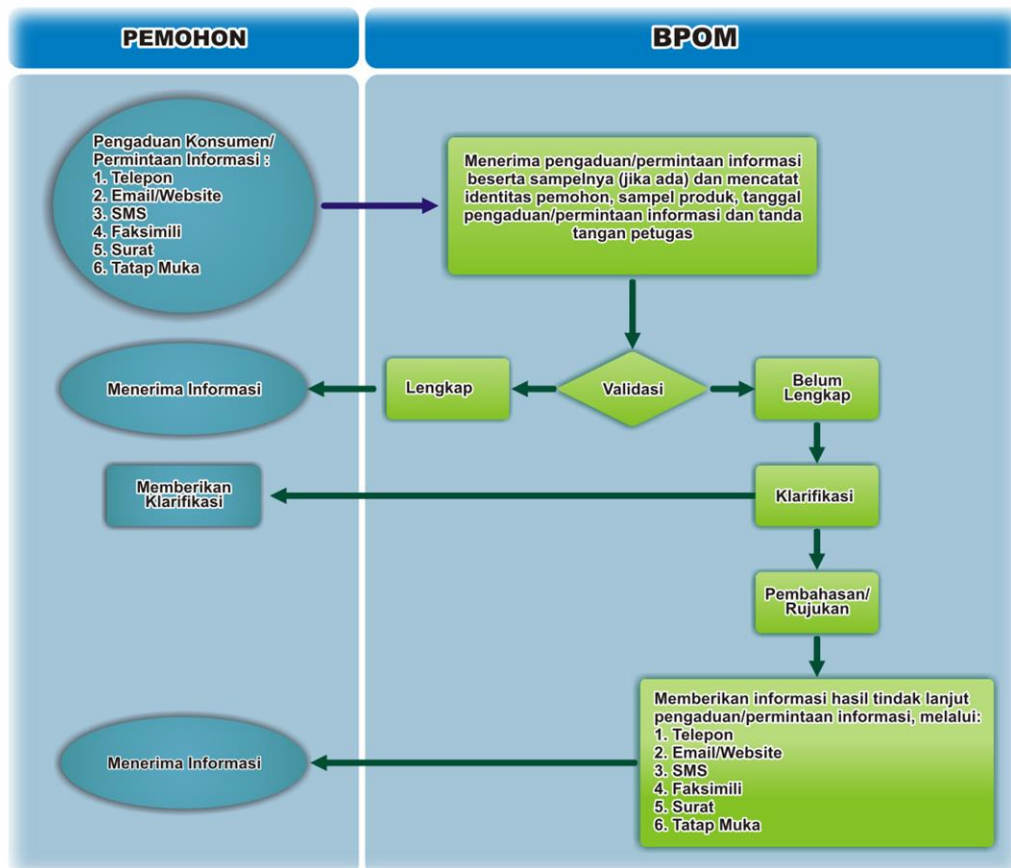 PEMOHON
BPOM
Pengaduan Konsumen/
Permintaan Informasi :
1. Telepon
2. Email/Website
3. SMS
4. Faksimili
5. Surat
6. Tatap Muka
Menerima pengaduan/permintaan informasi
beserta sampelnya (jika ada) dan mencatat
identitas pemohon, sampel produk, tanggal
pengaduan/permintaan informasi dan tanda
tangan petugas
Menerima Informasi
Lengkap
Validasi
Belum
Lengkap
Memberikan
Klarifikasi
Klarifikasi
Pembahasan/
Rujukan
Memberikan informasi hasil tindak lanjut
pengaduan/permintaan informasi, melalui:
1. Telepon
2. Email/Website
3. SMS
4. Faksimili
5. Surat
6. Tatap Muka
Menerima Informasi